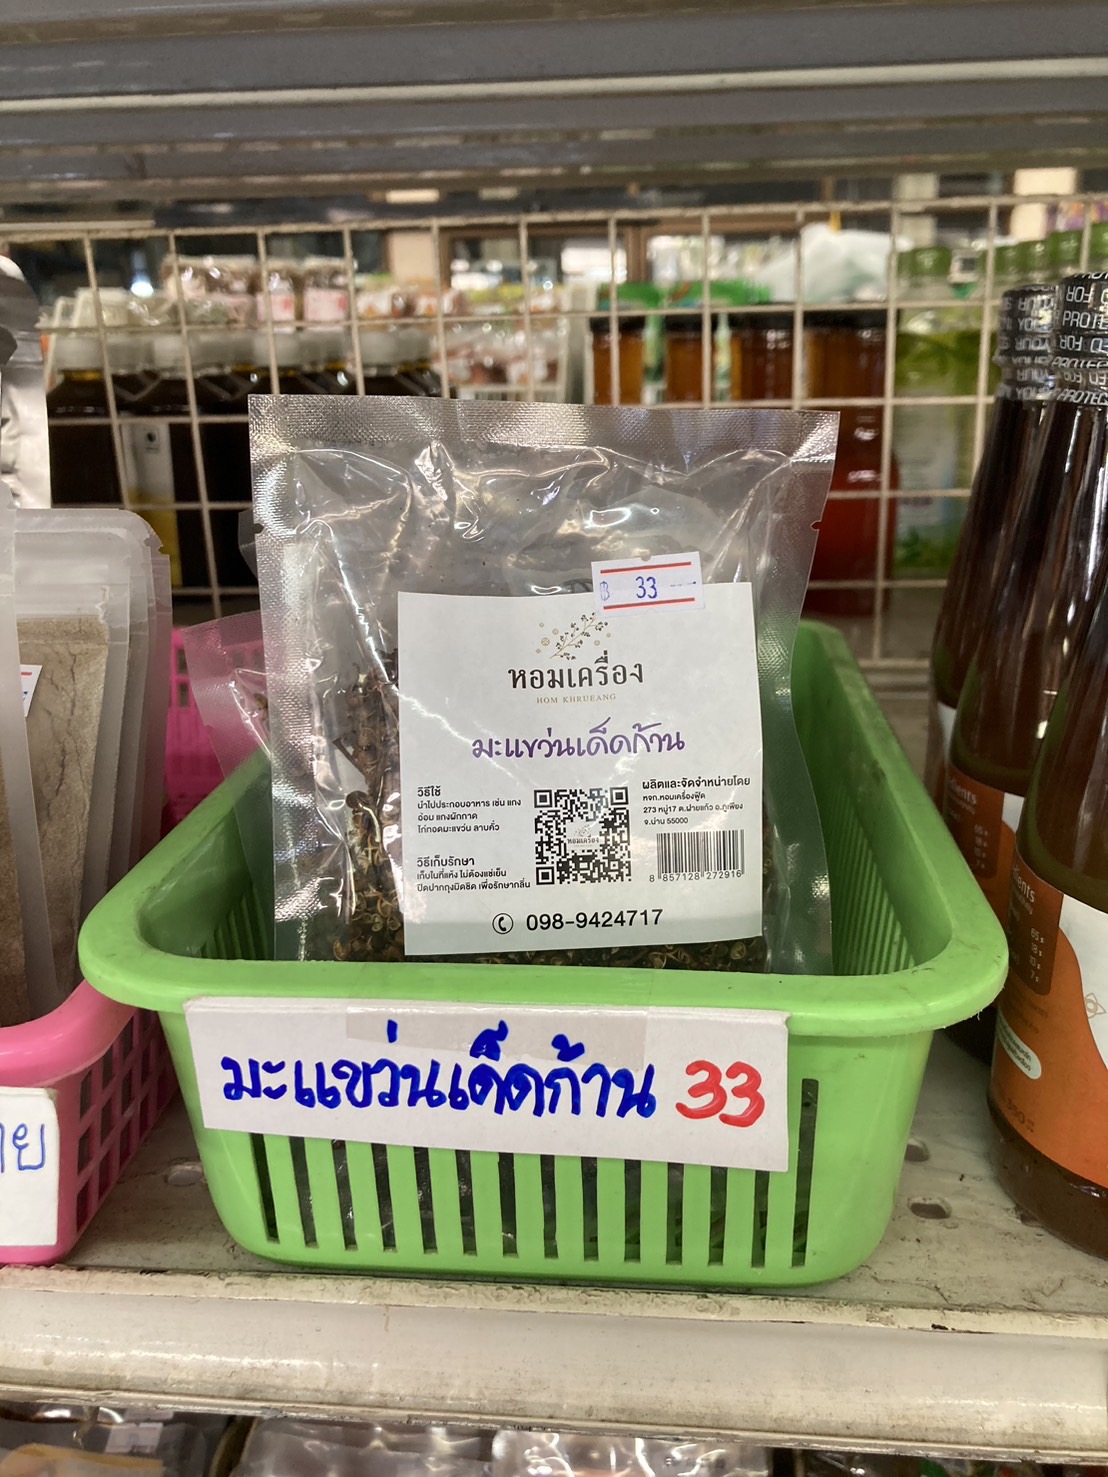 ฿ 33
หอมเครื่อง
HOM KHRUEANG
มะแขว่นเด็ดก้าน
วิธีใช้
นำไปประกอบอาหาร เช่น แกง
อ่อม แกงผักกาด
ไก่ทอดมะแขว่น ลาบคั่ว
วิธีเก็บรักษา
เก็บในที่แห้ง ไม่ต้องแช่เย็น
ปิดปากถุงมิดชิด เพื่อรักษากลิ่น
หอมเครื่อง
ผลิตและจัดจำหน่ายโดย
หจก.หอมเครื่องฟู้ด
273 หมู่17 ต.ฝายแก้ว อ.ภูเพียง
จ.น่าน 55000
8 857128 272916
098-9424717
มะแขว่นเด็ดก้าน 33